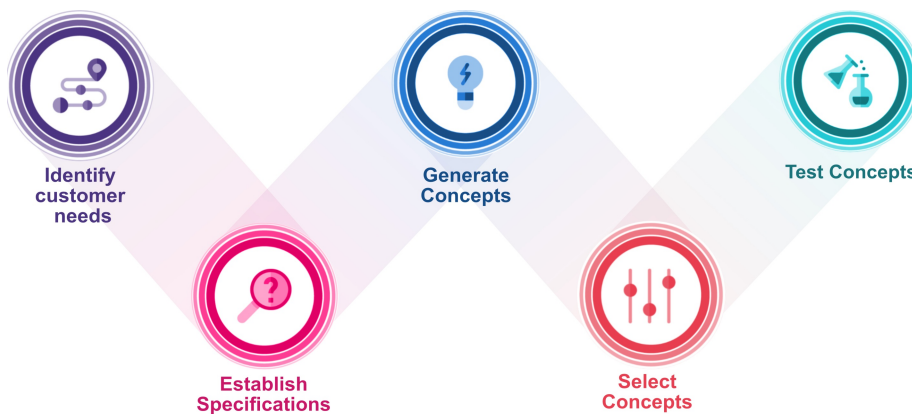 Identify
customer
needs
Establish
Specifications
Generate
Concepts
Select
Concepts
Test Concepts